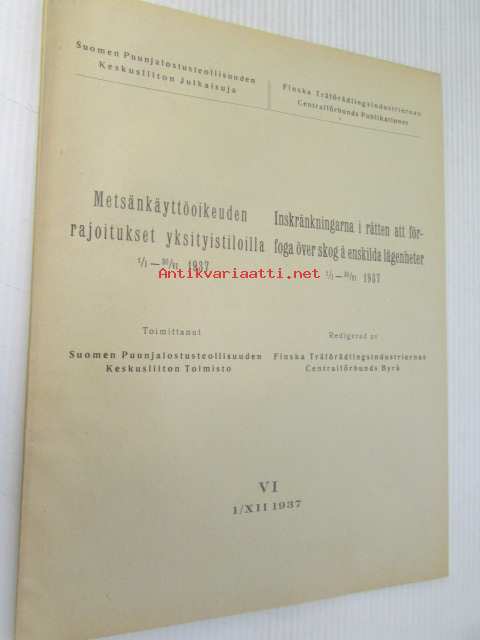 Suomen Puunjalostusteollisuuden
Keskusliiton Julkaisuja
Finska Träförädlingsindustriernas
Centralförbunds Publikationer
Metsänkäyttöoikeuden
rajoitukset yksityistiloilla
1/I — 30/XI 1937
Inskränkningarna i rätten att för-
foga över skog å enskilda lägenheter
1/I — 30/XI 1937
Antikvariaatti.net
Toimittanut
Suomen Puunjalostusteollisuuden
Keskusliiton Toimisto
Redigerad av
Finska Träförädlingsindustriernas
Centralförbunds Byrå
VI
1/XII 1937